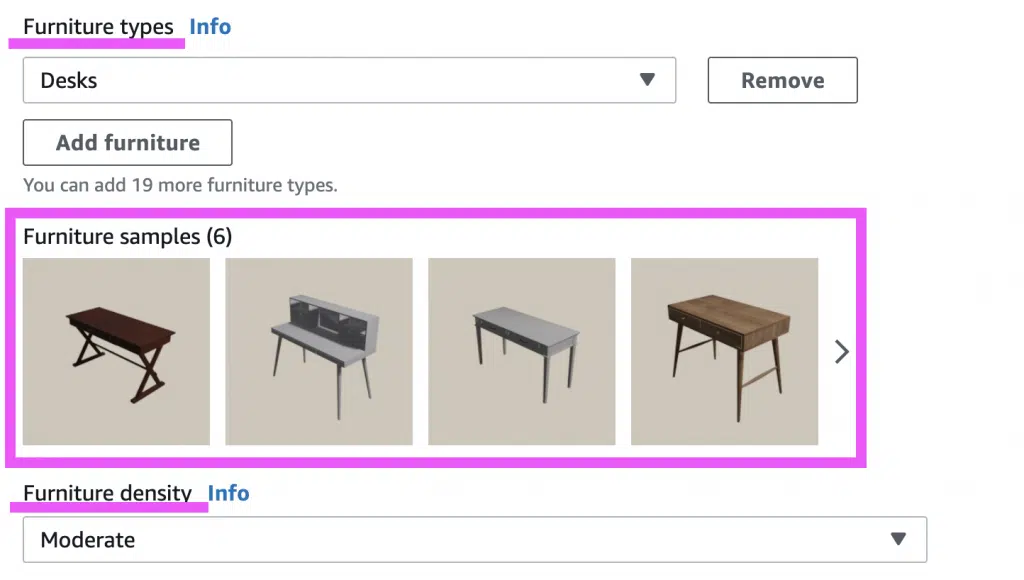 Furniture types Info
Desks
Remove
Add furniture
You can add 19 more furniture types.
Furniture samples (6)
Furniture density Info
Moderate